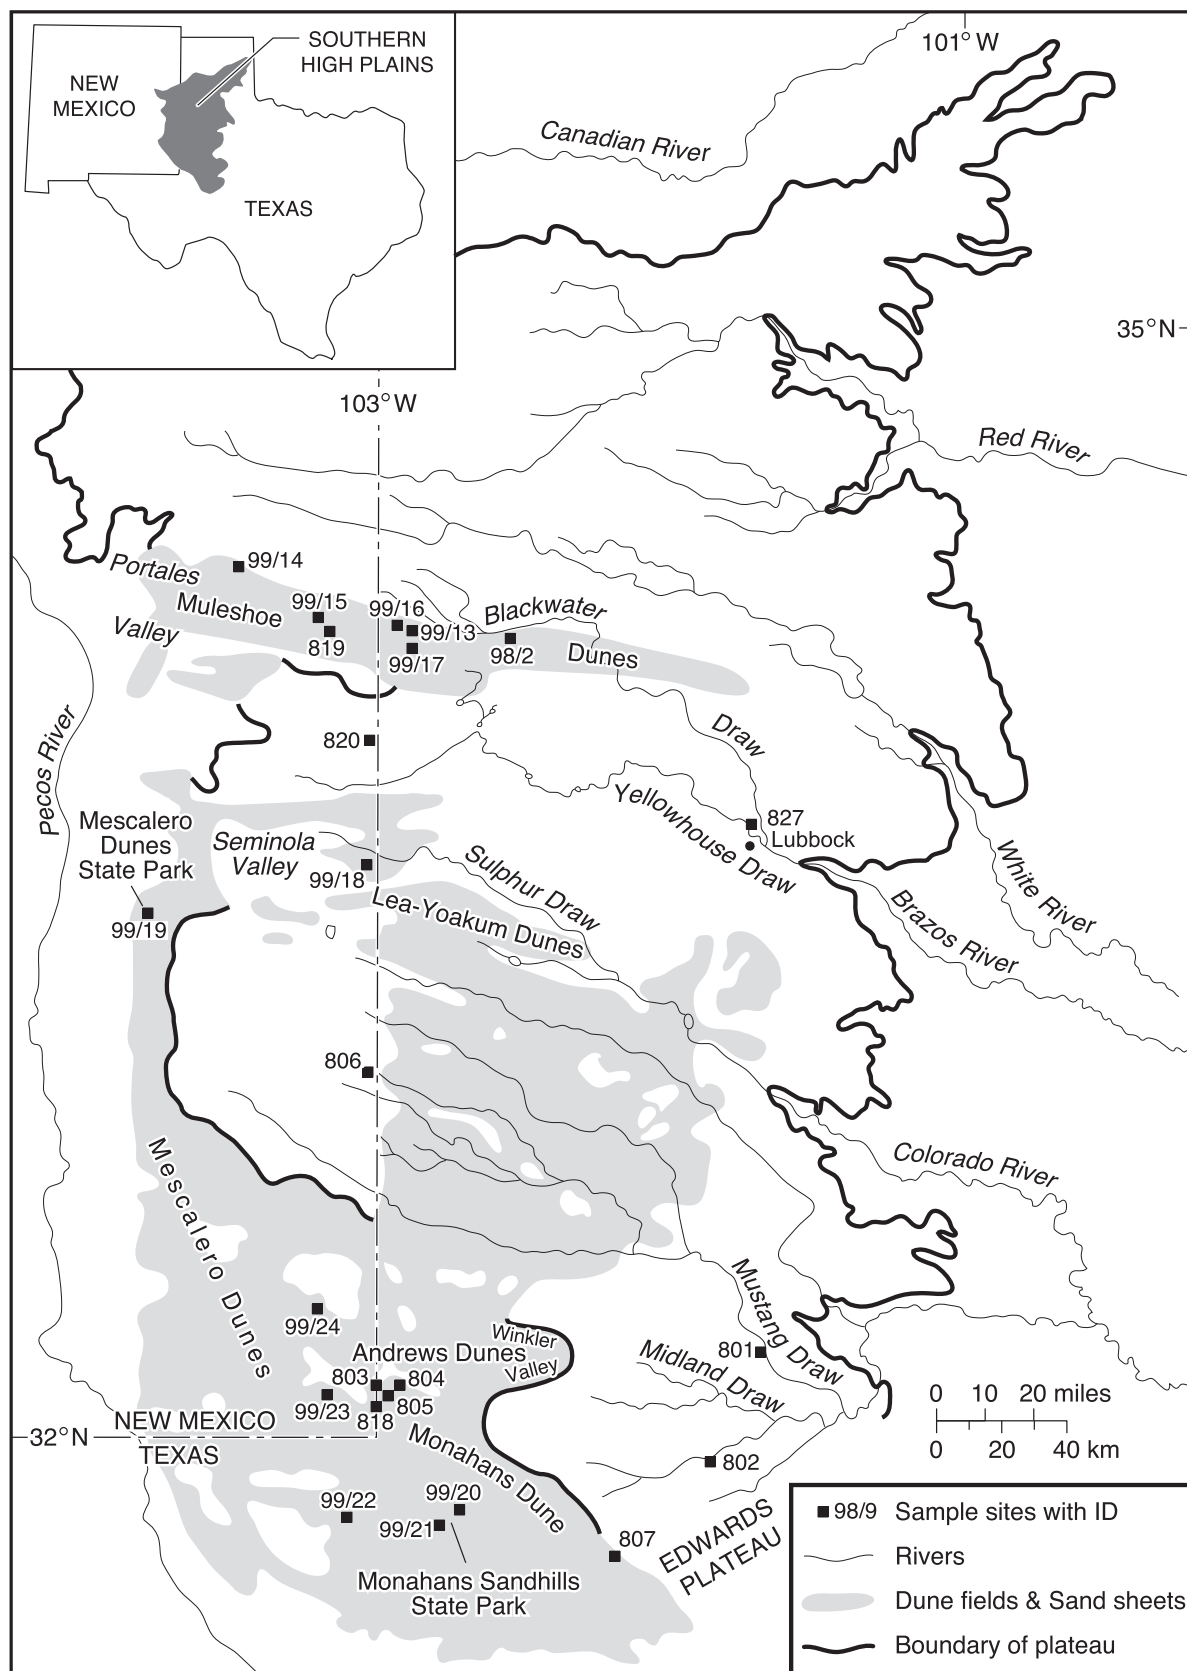 SOUTHERN
HIGH PLAINS
NEW
MEXICO
TEXAS
101°W
Canadian River
35°N
103°W
Red River
Portales
Valley
99/14
Muleshoe
99/15
819
99/16
99/13
99/17
Blackwater
98/2
Dunes
Draw
820
Pecos River
Yellowhouse Draw
827
Lubbock
Mescalero
Dunes
State Park
99/19
Seminola
Valley
99/18
Sulphur Draw
Lea-Yoakum Dunes
White River
Brazos River
806
Colorado River
Mescalero Dunes
99/24
Mustang Draw
Winkler
Valley
Andrews Dunes
801
Midland Draw
803
804
805
818
99/23
0 10 20 miles
0 20 40 km
NEW MEXICO
32°N
TEXAS
Monahans Dune
802
99/22
99/20
99/21
807
EDWARDS
PLATEAU
Monahans Sandhills
State Park
98/9 Sample sites with ID
Rivers
Dune fields & Sand sheets
Boundary of plateau